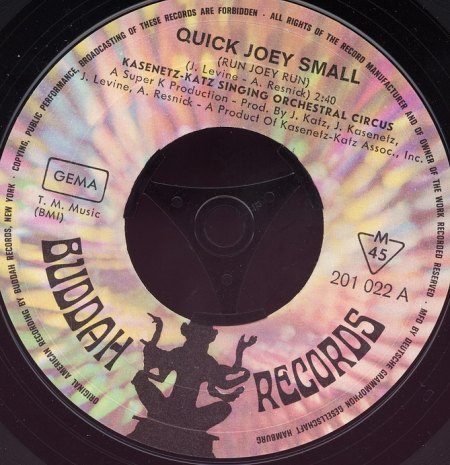 COPYING, PUBLIC PERFORMANCE, BROADCASTING OF THESE RECORDS ARE FORBIDDEN · ALL RIGHTS OF THE RECORD MANUFACTURER AND OF OWNER OF THE WORK RECORDED RESERVED · MFD BY DEUTSCHE GRAMMOPHON GESELLSCHAFT HAMBURG
ORIGINAL AMERICAN RECORDING BY BUDDAH RECORDS, NEW YORK ·
QUICK JOEY SMALL
(RUN JOEY RUN)
(J. Levine - A. Resnick) 2:40
KASENETZ-KATZ SINGING ORCHESTRAL CIRCUS
A Super K Production - Prod. By J. Katz, J. Kasenetz,
J. Levine, A. Resnick - A Product Of Kasenetz-Katz Assoc., Inc.
GEMA
T. M. Music
(BMI)
M
45
201 022 A
BUDDAH RECORDS